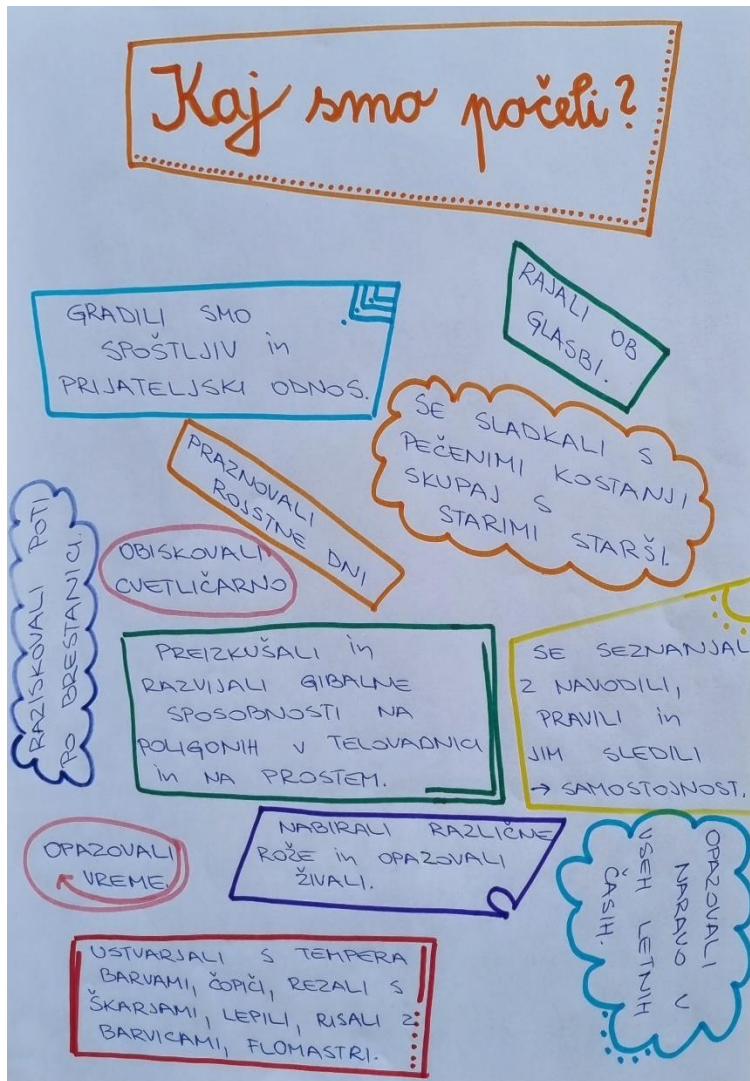 Kaj smo počeli?
GRADILI SMO
SPOŠTLJIV in
PRIJATELJSKI ODNOS.
RAJALI OB
GLASBI.
SE SLADKALI S
PEČENIMI KOSTANJI
SKUPAJ S
STARIMI STARŠI.
PRAZNOVALI
ROJSTNE DNI
OBISKOVALI
CVETLIČARNO
RAZISKOVALI POTI
PO BRESTANICI.
PREIZKUŠALI in
RAZVIJALI GIBALNE
SPOSOBNOSTI NA
POLIGONIH V TELOVADNICI
in NA PROSTEM.
SE SEZNANJAL
Z NAVODILI,
PRAVILI in
JIM SLEDILI
→ SAMOSTOJNOST.
OPAZOVALI
VREME.
NABIRALI RAZLIČNE
ROŽE in OPAZOVALI
ŽIVALI.
OPAZOVALI
NARAVO V
VSEH LETNIH
ČASIH.
USTVARJALI S TEMPERA
BARVAMI, ČOPIČI, REZALI S
ŠKARJAMI, LEPILI, RISALI Z
BARVICAMI, FLOMASTRI.